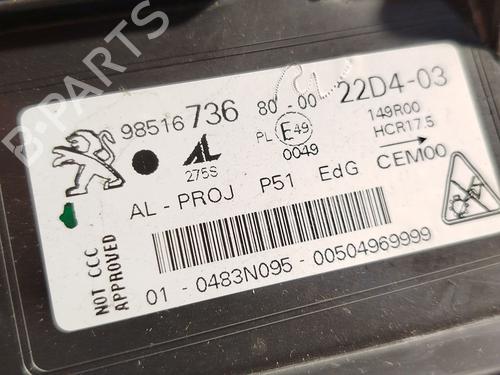 B-PARTS
98516736 80-00 22D4-03
AL
275S
PL E49
0049
149R00
HCR17.5
CEM00
AL - PROJ P51 EdG
NOT CCC
APPROVED
01 - 0483N095 - 00504969999